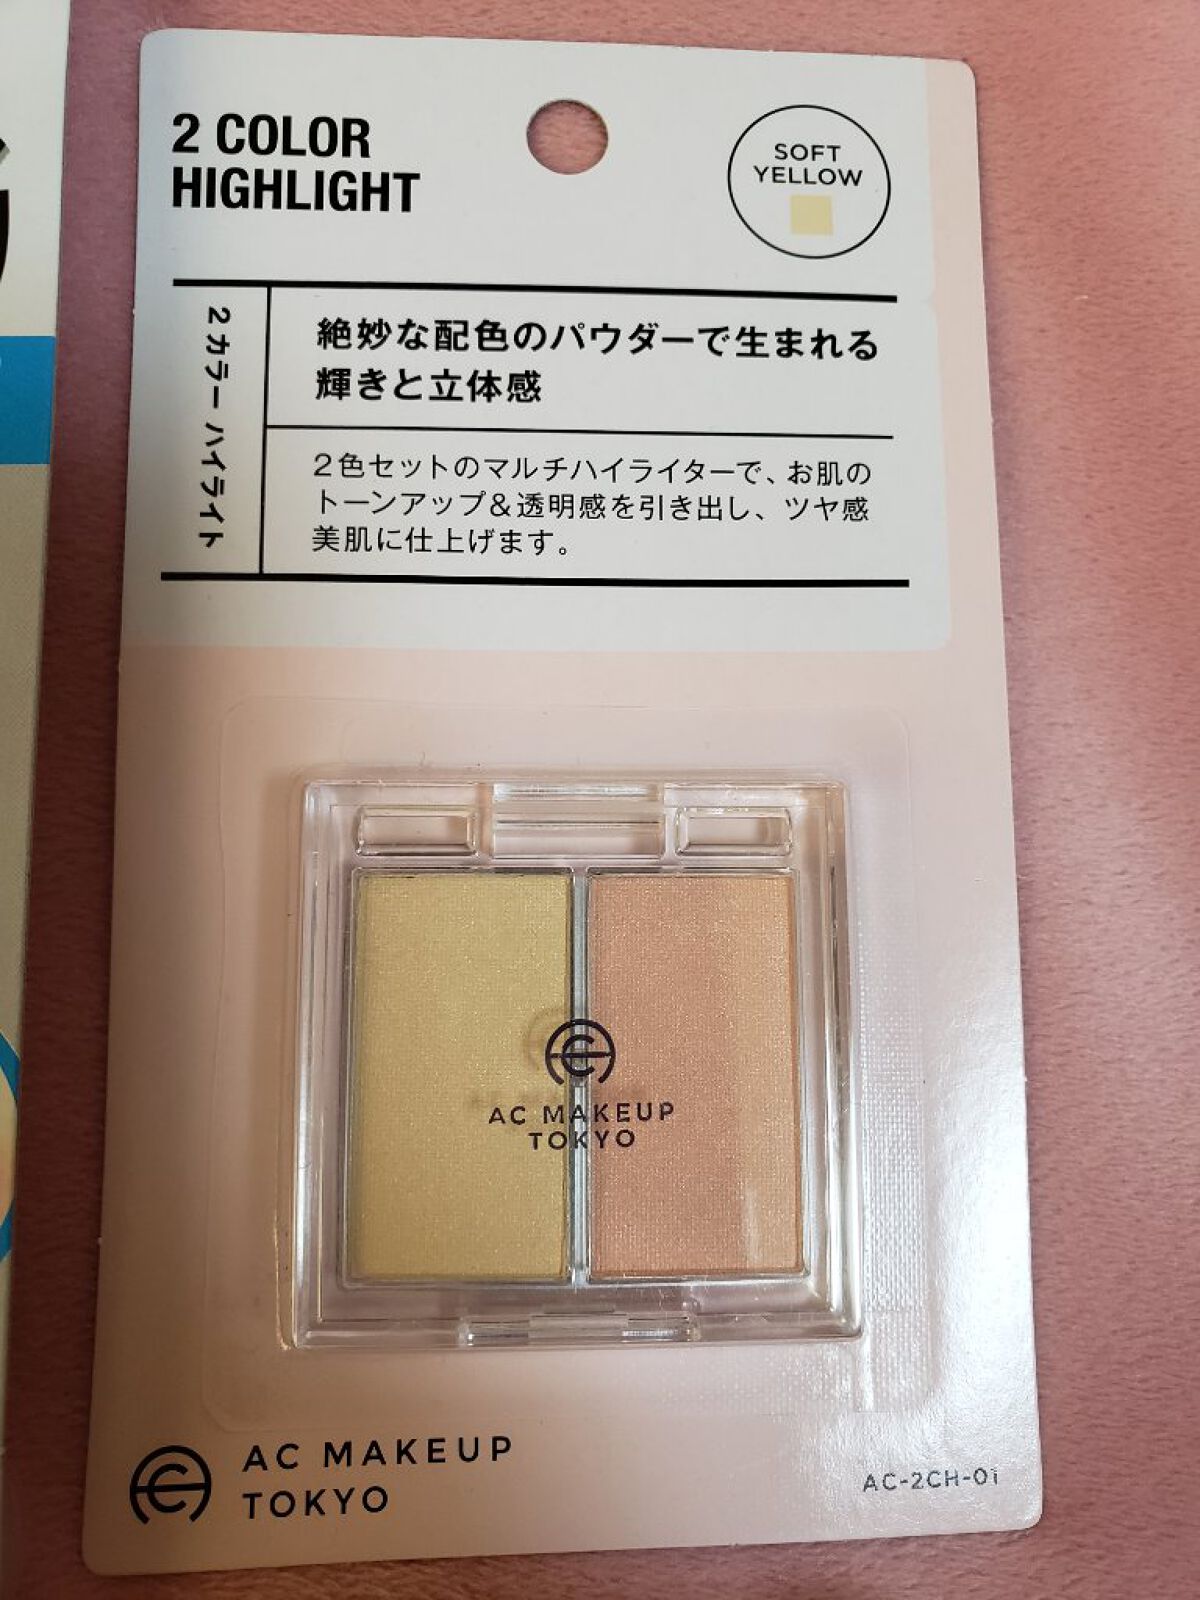 2 COLOR
HIGHLIGHT
SOFT
YELLOW
2カラー ハイライト
絶妙な配色のパウダーで生まれる
輝きと立体感
2色セットのマルチハイライターで、お肌の
トーンアップ&透明感を引き出し、ツヤ感
美肌に仕上げます。
AC MAKEUP
TOKYO
AC MAKEUP
TOKYO
AC-2CH-01